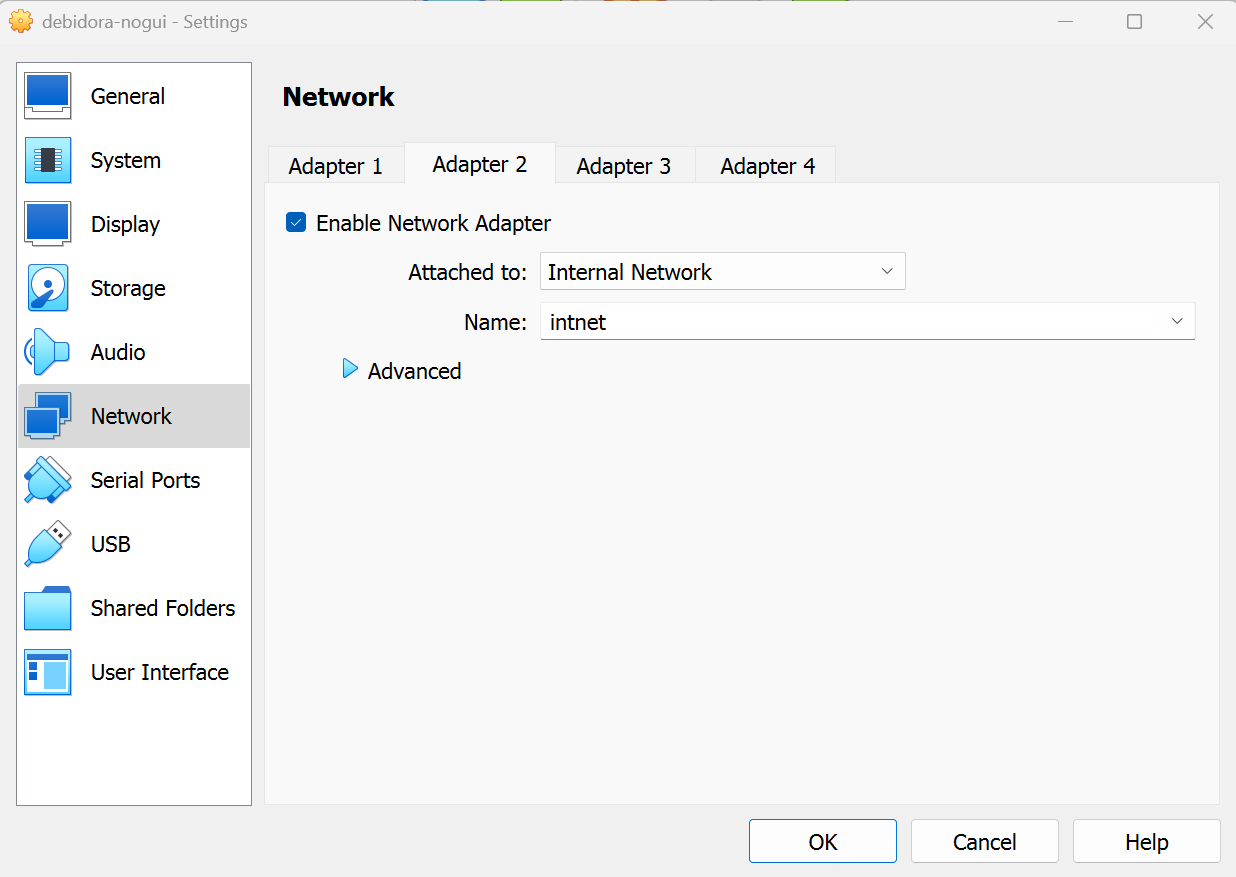 debidora-nogui - Settings
General
System
Display
Storage
Audio
Network
Serial Ports
USB
Shared Folders
User Interface
Network
Adapter 1 Adapter 2 Adapter 3 Adapter 4
Enable Network Adapter
Attached to: Internal Network
Name: intnet
Advanced
OK Cancel Help